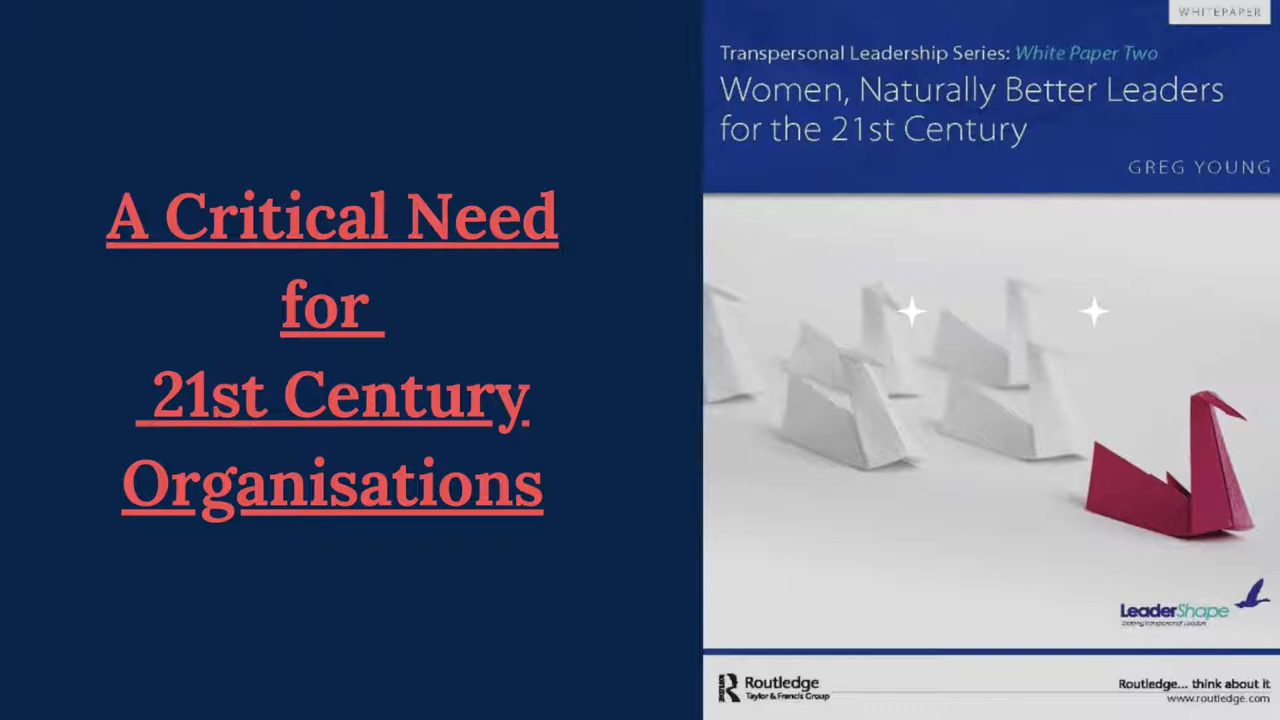 A Critical Need
for
21st Century
Organisations
WHITEPAPER
Transpersonal Leadership Series: White Paper Two
Women, Naturally Better Leaders
for the 21st Century
GREG YOUNG
LeaderShape
Routledge
Taylor & Francis Group
Routledge... think about it
www.routledge.com